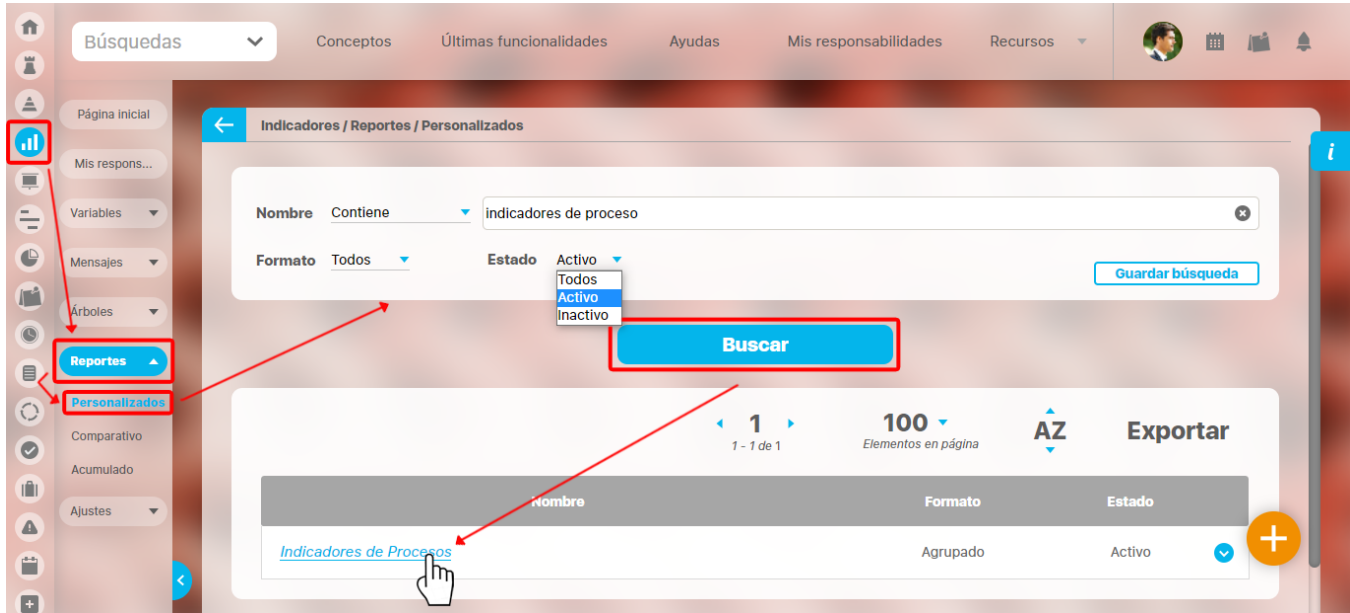 Búsquedas
Conceptos
Últimas funcionalidades
Ayudas
Mis responsabilidades
Recursos
Página inicial
Mis respons...
Variables
Mensajes
Árboles
Reportes
Personalizados
Comparativo
Acumulado
Ajustes
Indicadores / Reportes / Personalizados
i
Nombre Contiene indicadores de proceso
Formato Todos Estado Activo
Todos
Activo
Inactivo
Guardar búsqueda
Buscar
1 100 AZ Exportar
1 - 1 de 1 Elementos en página
Nombre Formato Estado
Indicadores de Procesos Agrupado Activo